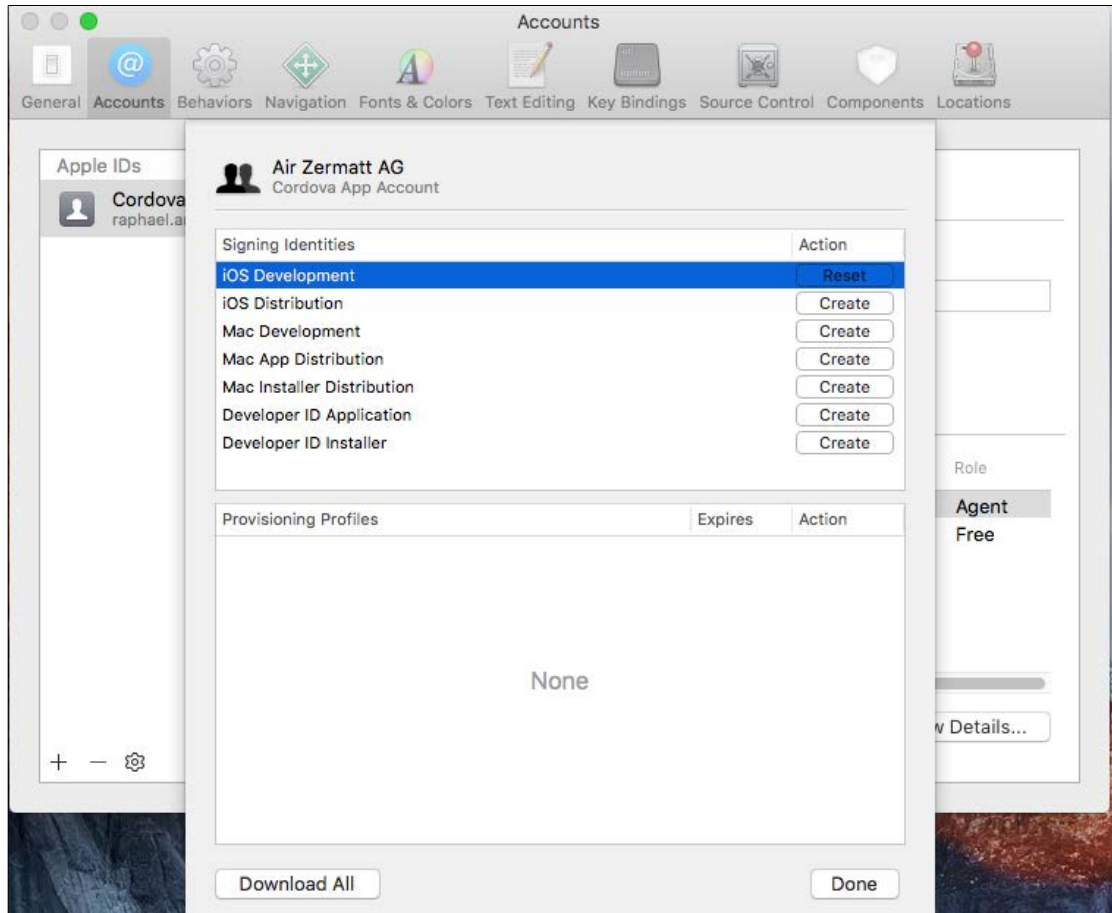 Accounts
General Accounts Behaviors Navigation Fonts & Colors Text Editing Key Bindings Source Control Components Locations
Apple IDs
Cordova
raphael.a
Air Zermatt AG
Cordova App Account
Signing Identities Action
iOS Development Reset
iOS Distribution Create
Mac Development Create
Mac App Distribution Create
Mac Installer Distribution Create
Developer ID Application Create
Developer ID Installer Create
Role
Agent
Free
Provisioning Profiles Expires Action
None
w Details...
Download All Done